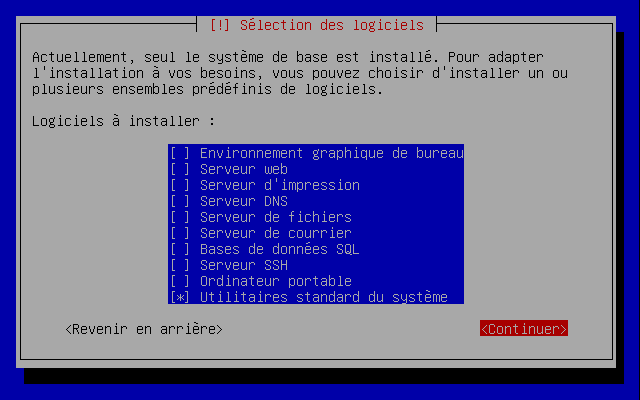 [!] Sélection des logiciels
Actuellement, seul le système de base est installé. Pour adapter
l'installation à vos besoins, vous pouvez choisir d'installer un ou
plusieurs ensembles prédéfinis de logiciels.
Logiciels à installer :
[ ] Environnement graphique de bureau
[ ] Serveur web
[ ] Serveur d'impression
[ ] Serveur DNS
[ ] Serveur de fichiers
[ ] Serveur de courrier
[ ] Bases de données SQL
[ ] Serveur SSH
[ ] Ordinateur portable
[*] Utilitaires standard du système
<Revenir en arrière> <Continuer>